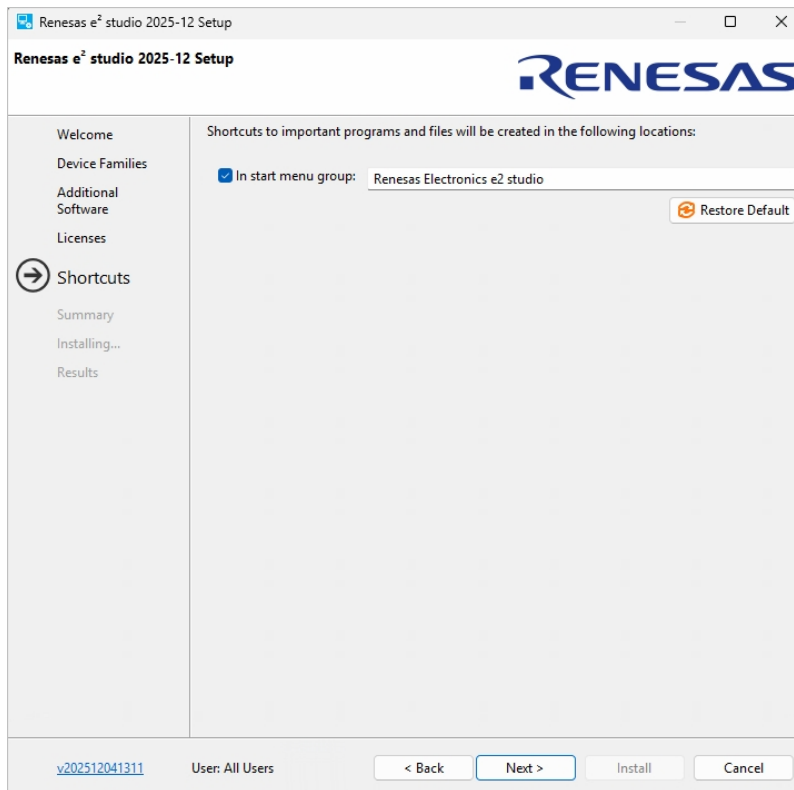 Renesas e² studio 2025-12 Setup
Renesas e² studio 2025-12 Setup
RENESAS
Welcome
Device Families
Additional
Software
Licenses
Shortcuts
Summary
Installing...
Results
Shortcuts to important programs and files will be created in the following locations:
In start menu group: Renesas Electronics e2 studio
Restore Default
v202512041311 User: All Users < Back Next > Install Cancel